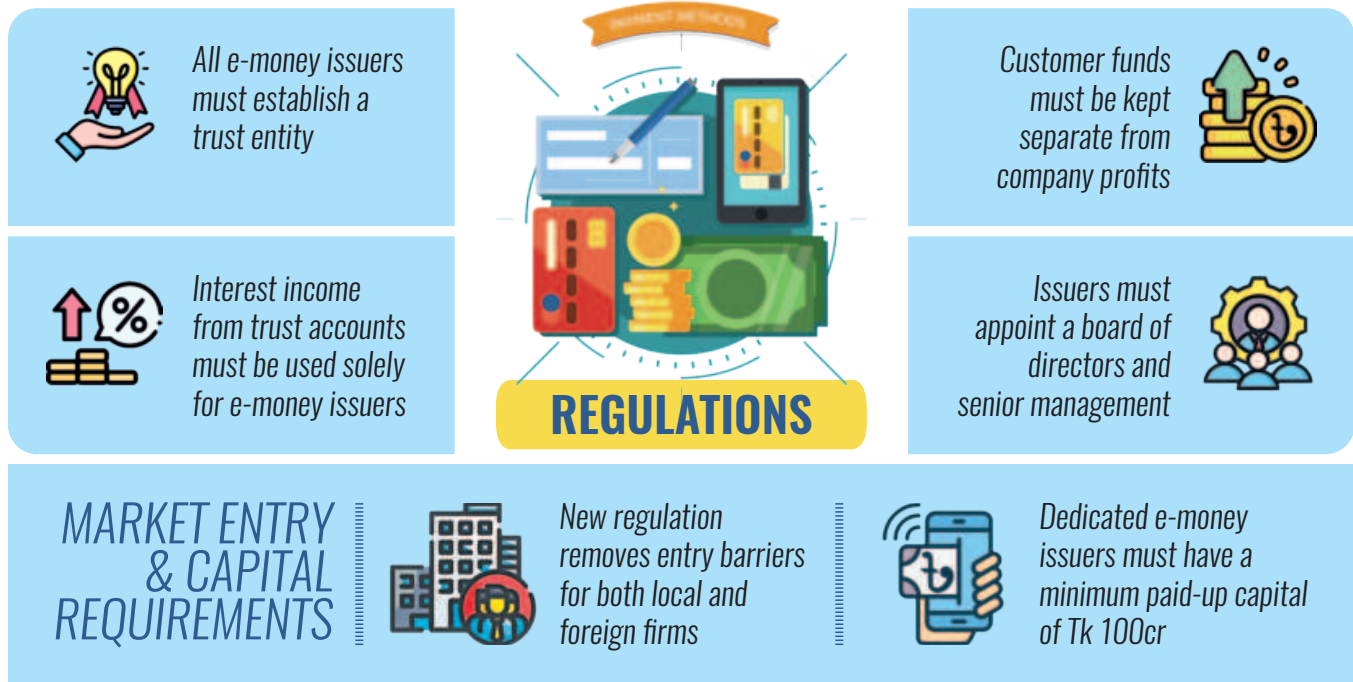 PAYMENT METHODS
All e-money issuers
must establish a
trust entity
Customer funds
must be kept
separate from
company profits
Interest income
from trust accounts
must be used solely
for e-money issuers
Issuers must
appoint a board of
directors and
senior management
REGULATIONS
MARKET ENTRY
& CAPITAL
REQUIREMENTS
New regulation
removes entry barriers
for both local and
foreign firms
Dedicated e-money
issuers must have a
minimum paid-up capital
of Tk 100cr